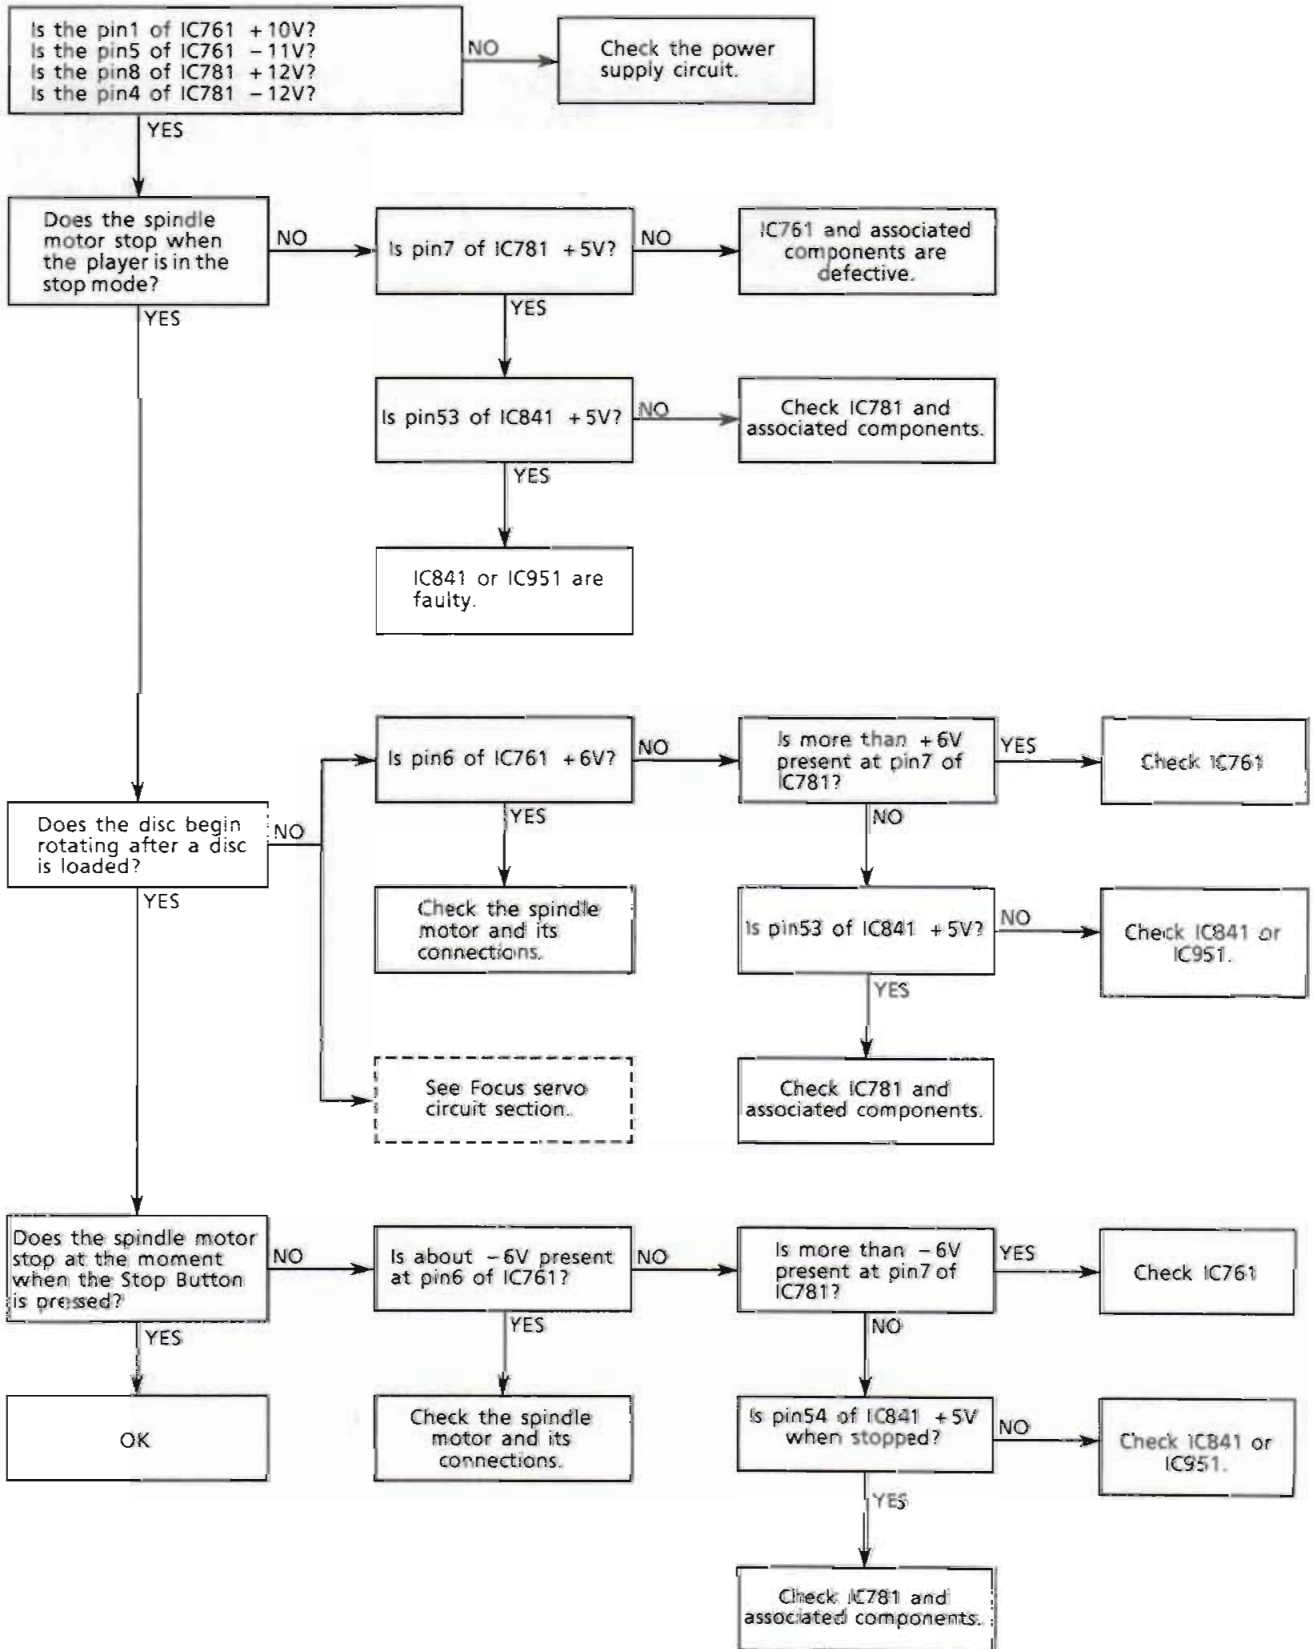 Is the pin1 of IC761 +10V?
Is the pin5 of IC761 −11V?
Is the pin8 of IC781 +12V?
Is the pin4 of IC781 −12V?
NO
Check the power
supply circuit.
YES
Does the spindle
motor stop when
the player is in the
stop mode?
NO
Is pin7 of IC781 +5V?
NO
IC761 and associated
components are
defective.
YES
YES
Is pin53 of IC841 +5V?
NO
Check IC781 and
associated components.
YES
IC841 or IC951 are
faulty.
Does the disc begin
rotating after a disc
is loaded?
NO
Is pin6 of IC761 +6V?
NO
Is more than +6V
present at pin7 of
IC781?
YES
Check IC761
YES
NO
YES
Check the spindle
motor and its
connections.
Is pin53 of IC841 +5V?
NO
Check IC841 or
IC951.
YES
See Focus servo
circuit section.
Check IC781 and
associated components.
Does the spindle motor
stop at the moment
when the Stop Button
is pressed?
NO
Is about −6V present
at pin6 of IC761?
NO
Is more than −6V
present at pin7 of
IC781?
YES
Check IC761
YES
YES
NO
OK
Check the spindle
motor and its
connections.
Is pin54 of IC841 +5V
when stopped?
NO
Check IC841 or
IC951.
YES
Check IC781 and
associated components.